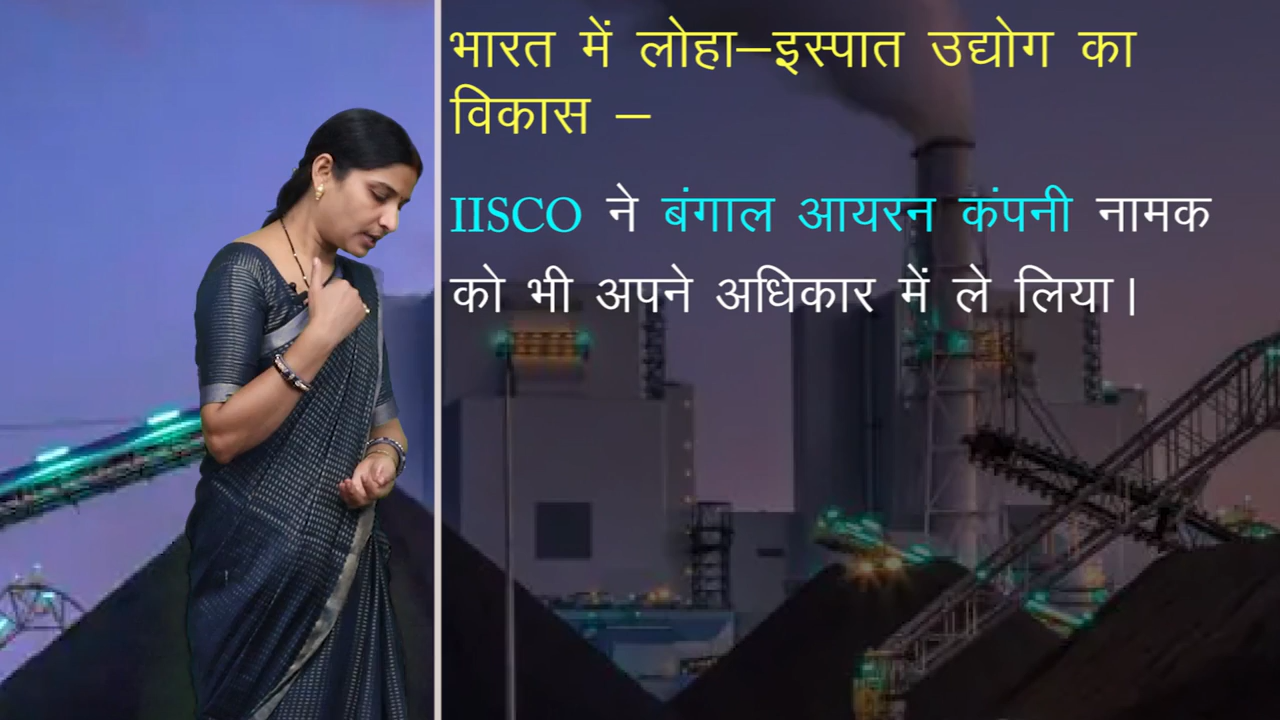 भारत में लोहा–इस्पात उद्योग का
विकास –
IISCO ने बंगाल आयरन कंपनी नामक
को भी अपने अधिकार में ले लिया।